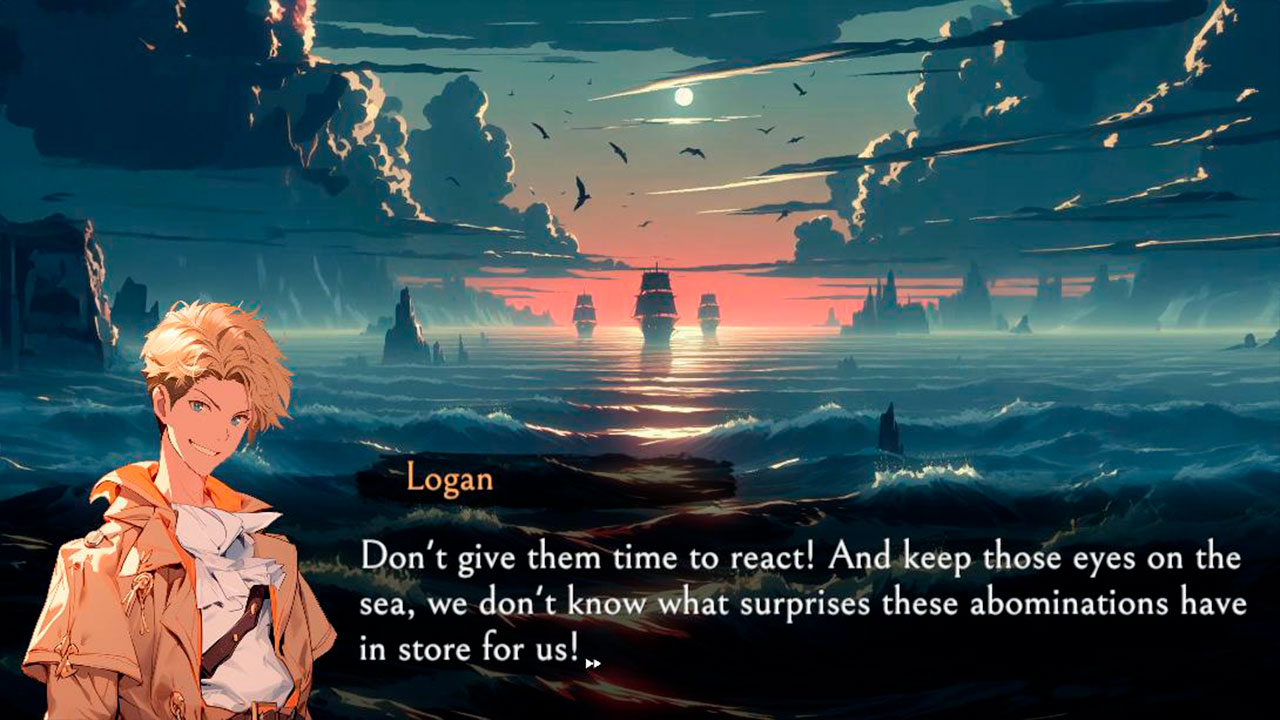 Logan
Don't give them time to react! And keep those eyes on the
sea, we don't know what surprises these abominations have
in store for us!